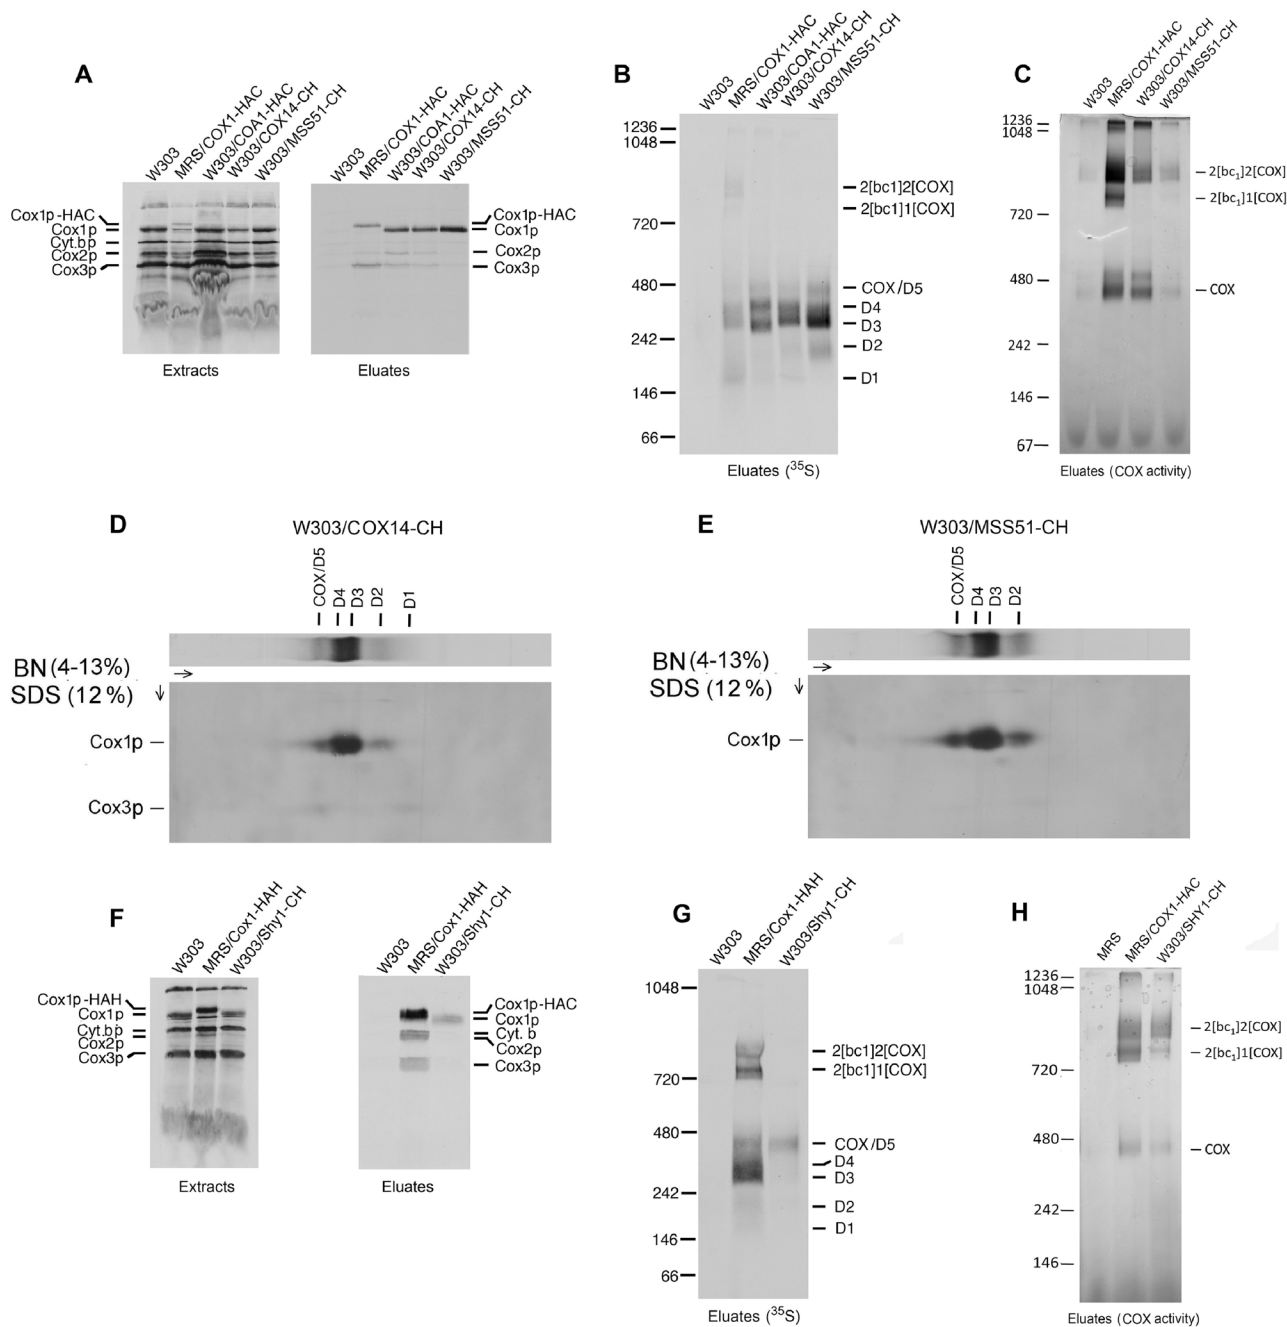 A
W303
MRS/COX1-HAC
W303/COA1-HAC
W303/COX14-CH
W303/MSS51-CH
Cox1p-HAC
Cox1p
Cyt.bp
Cox2p
Cox3p
Extracts
W303
MRS/COX1-HAC
W303/COA1-HAC
W303/COX14-CH
W303/MSS51-CH
Cox1p-HAC
Cox1p
Cox2p
Cox3p
Eluates
B
W303
MRS/COX1-HAC
W303/COA1-HAC
W303/COX14-CH
W303/MSS51-CH
1236
1048
720
480
242
146
66
2[bc1]2[COX]
2[bc1]1[COX]
COX/D5
D4
D3
D2
D1
Eluates (³⁵S)
C
W303
MRS/COX1-HAC
W303/COX14-CH
W303/MSS51-CH
1236
1048
720
480
242
146
67
2[bc₁]2[COX]
2[bc₁]1[COX]
COX
Eluates (COX activity)
D
W303/COX14-CH
COX/D5
D4
D3
D2
D1
BN (4-13%) →
SDS (12 %) ↓
Cox1p
Cox3p
E
W303/MSS51-CH
COX/D5
D4
D3
D2
BN (4-13%) →
SDS (12 %) ↓
Cox1p
F
W303
MRS/Cox1-HAH
W303/Shy1-CH
Cox1p-HAH
Cox1p
Cyt.bp
Cox2p
Cox3p
Extracts
W303
MRS/Cox1-HAH
W303/Shy1-CH
Cox1p-HAC
Cox1p
Cyt. b
Cox2p
Cox3p
Eluates
G
W303
MRS/Cox1-HAH
W303/Shy1-CH
1048
720
480
242
146
66
2[bc1]2[COX]
2[bc1]1[COX]
COX/D5
D4
D3
D2
D1
Eluates (³⁵S)
H
MRS
MRS/COX1-HAC
W303/SHY1-CH
1236
1048
720
480
242
146
2[bc₁]2[COX]
2[bc₁]1[COX]
COX
Eluates (COX activity)